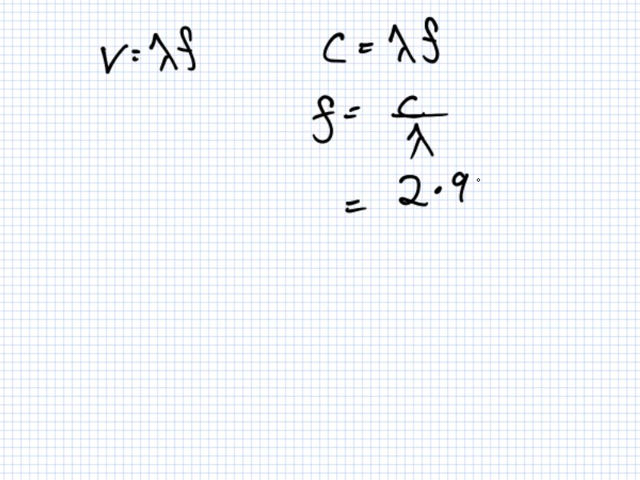 v = λf
c = λf
f = c/λ
= 2.9